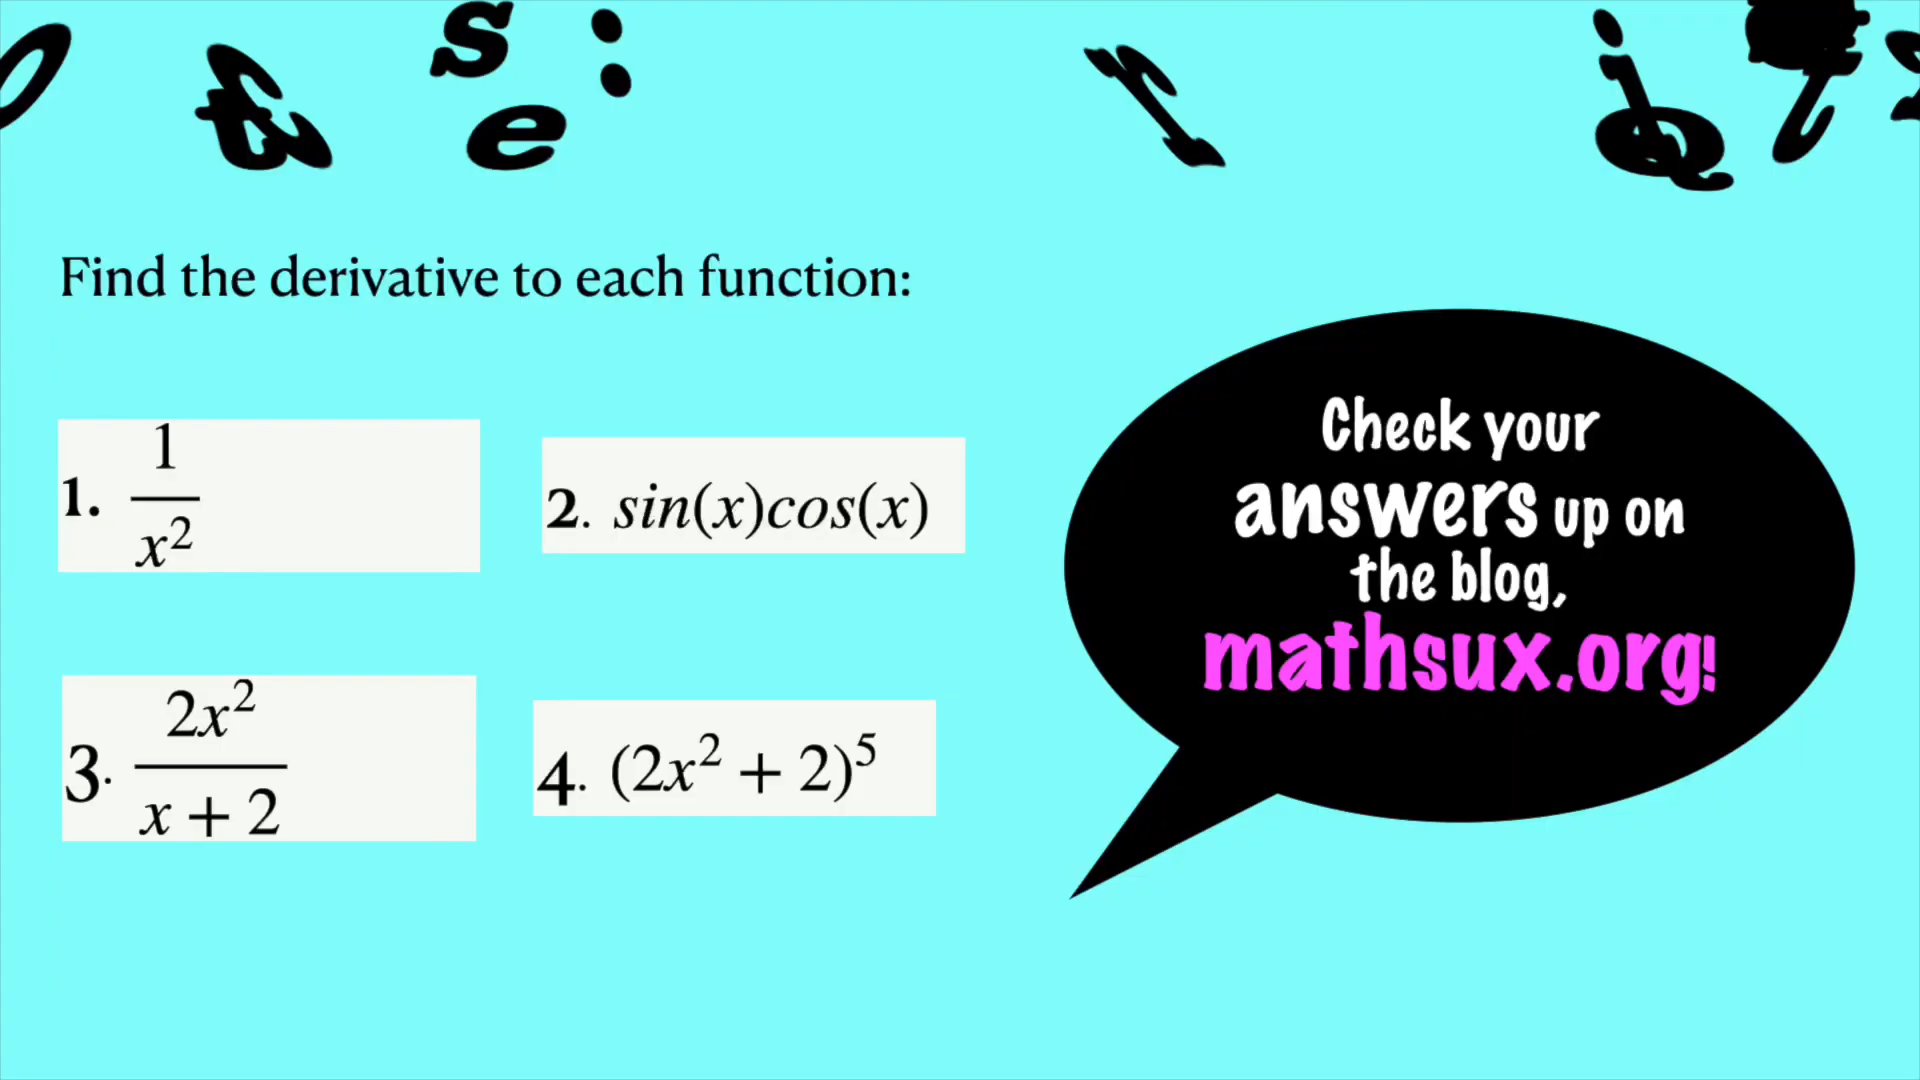 Find the derivative to each function:
1. 1/x²
2. sin(x)cos(x)
3. 2x²/(x + 2)
4. (2x² + 2)⁵
Check your
answers up on
the blog,
mathsux.org!